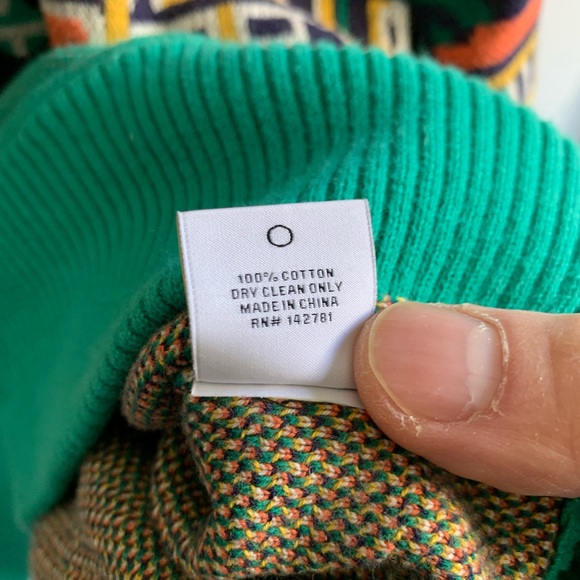 100% COTTON
DRY CLEAN ONLY
MADE IN CHINA
RN# 142781